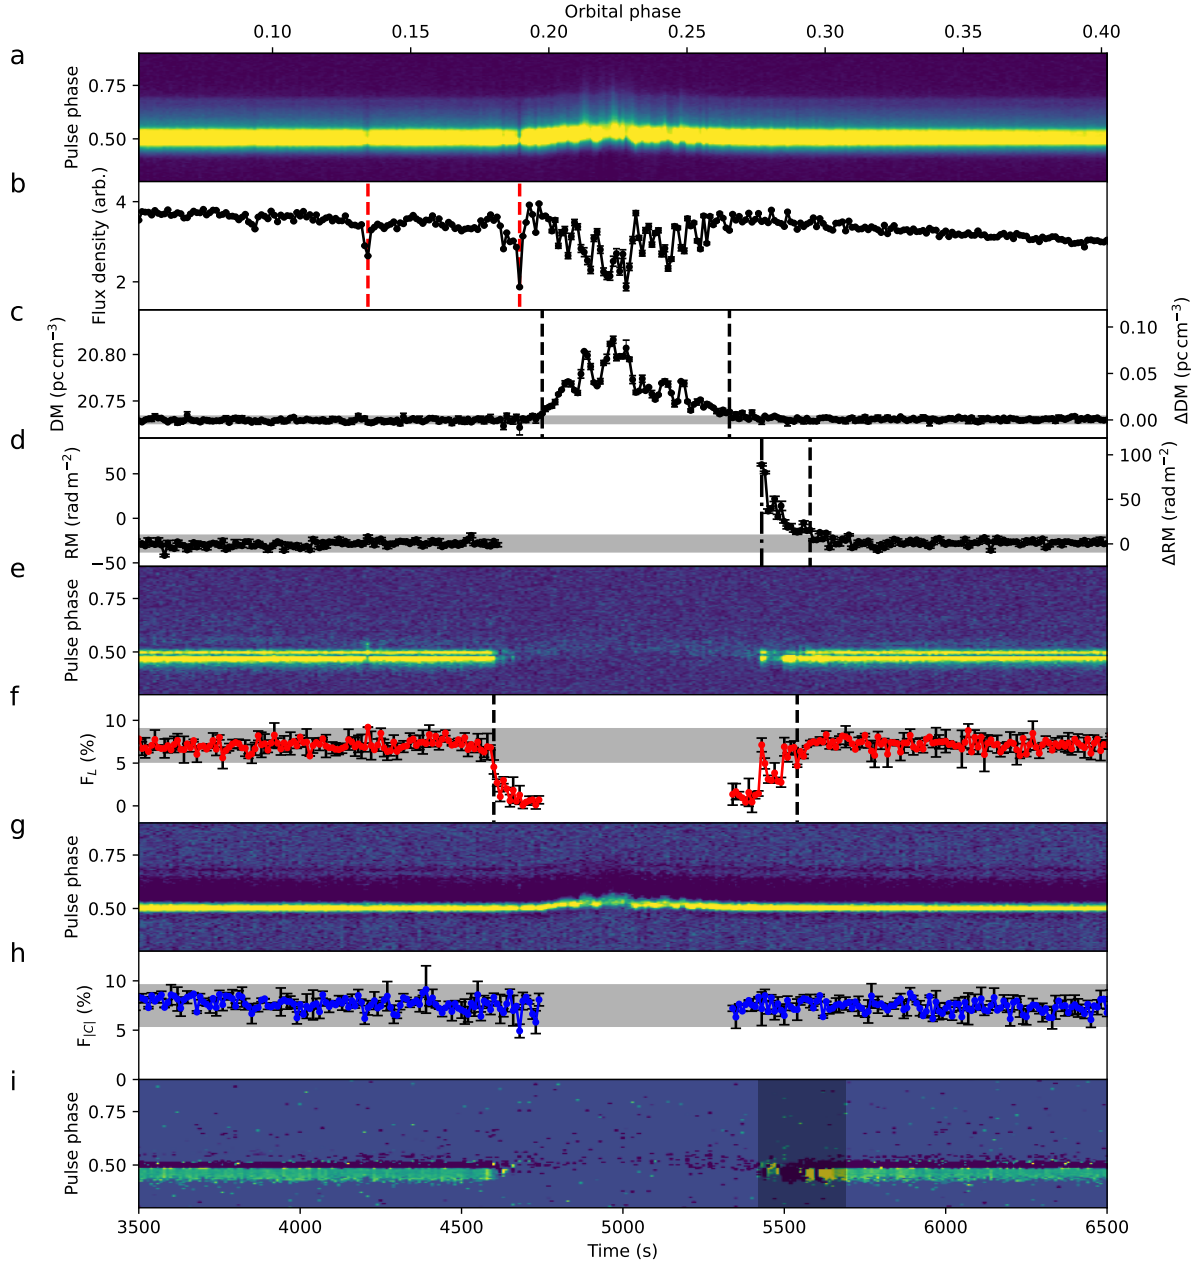 Orbital phase
0.10 0.15 0.20 0.25 0.30 0.35 0.40
a
Pulse phase
0.75
0.50
b
Flux density (arb.)
4
2
c
DM (pc cm⁻³)
20.80
20.75
0.10
0.05
0.00
ΔDM (pc cm⁻³)
d
RM (rad m⁻²)
50
0
−50
100
50
0
ΔRM (rad m⁻²)
e
Pulse phase
0.75
0.50
f
F_L (%)
10
5
0
g
Pulse phase
0.75
0.50
h
F_|C| (%)
10
5
0
i
Pulse phase
0.75
0.50
3500 4000 4500 5000 5500 6000 6500
Time (s)